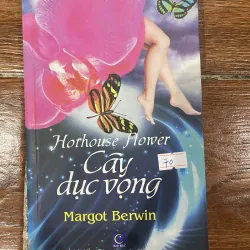 Hothouse Flower
Cây
dục vọng
70
Margot Berwin